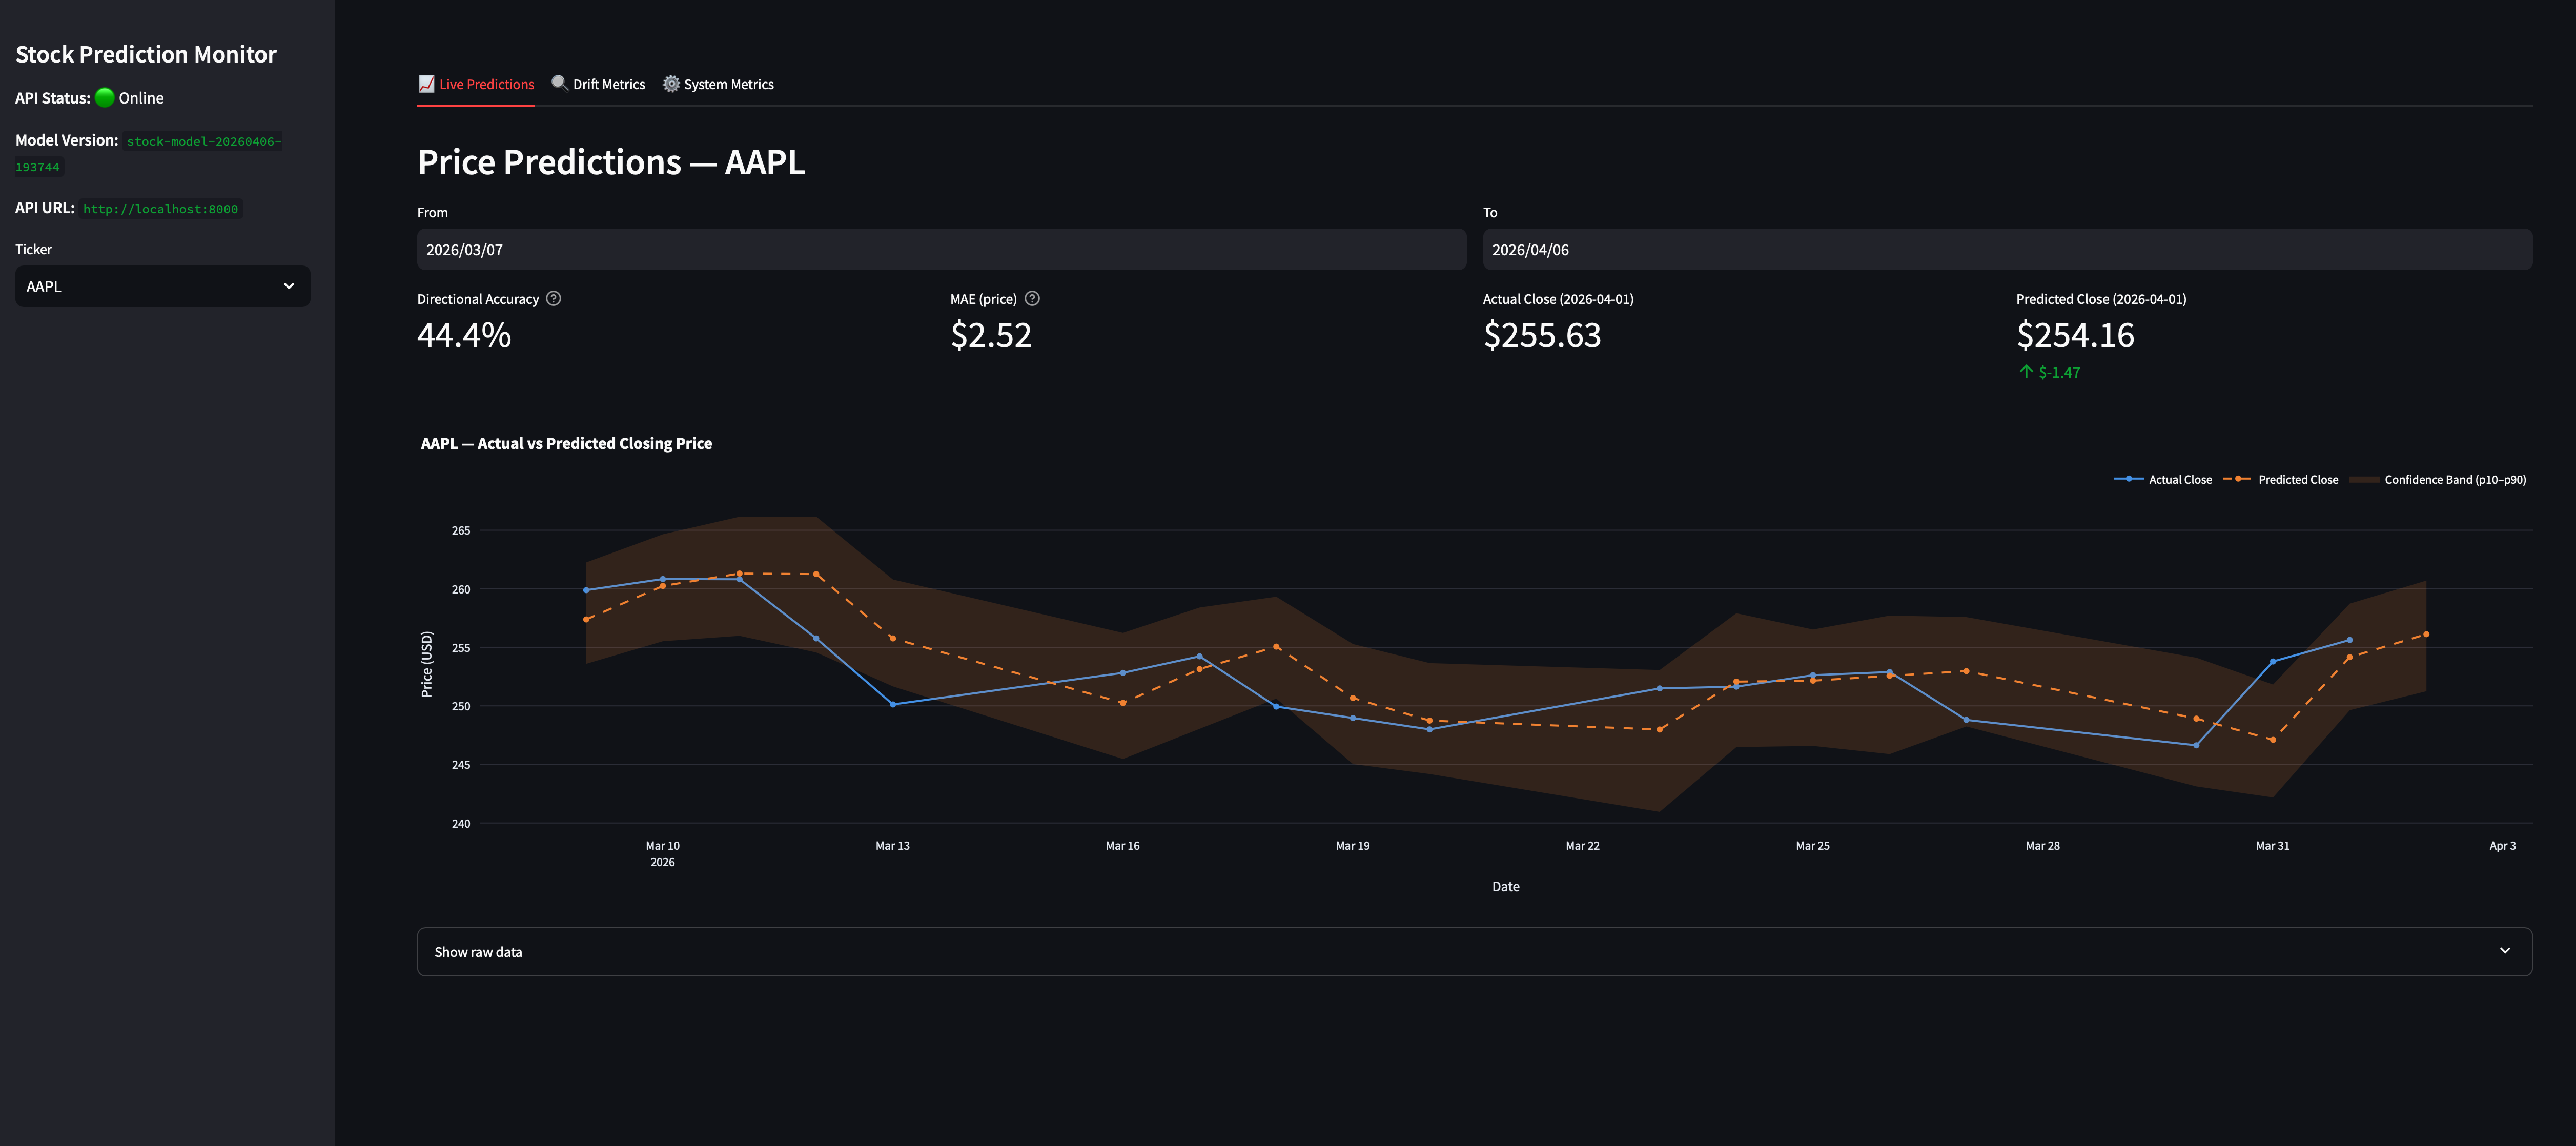 Stock Prediction Monitor
API Status: 🟢 Online
Model Version: stock-model-20260406-
193744
API URL: http://localhost:8000
Ticker
AAPL
📈 Live Predictions 🔍 Drift Metrics ⚙️ System Metrics
Price Predictions — AAPL
From
2026/03/07
To
2026/04/06
Directional Accuracy ?
44.4%
MAE (price) ?
$2.52
Actual Close (2026-04-01)
$255.63
Predicted Close (2026-04-01)
$254.16
↑ $-1.47
AAPL — Actual vs Predicted Closing Price
Actual Close Predicted Close Confidence Band (p10–p90)
Price (USD)
265
260
255
250
245
240
Mar 10 Mar 13 Mar 16 Mar 19 Mar 22 Mar 25 Mar 28 Mar 31 Apr 3
2026
Date
Show raw data